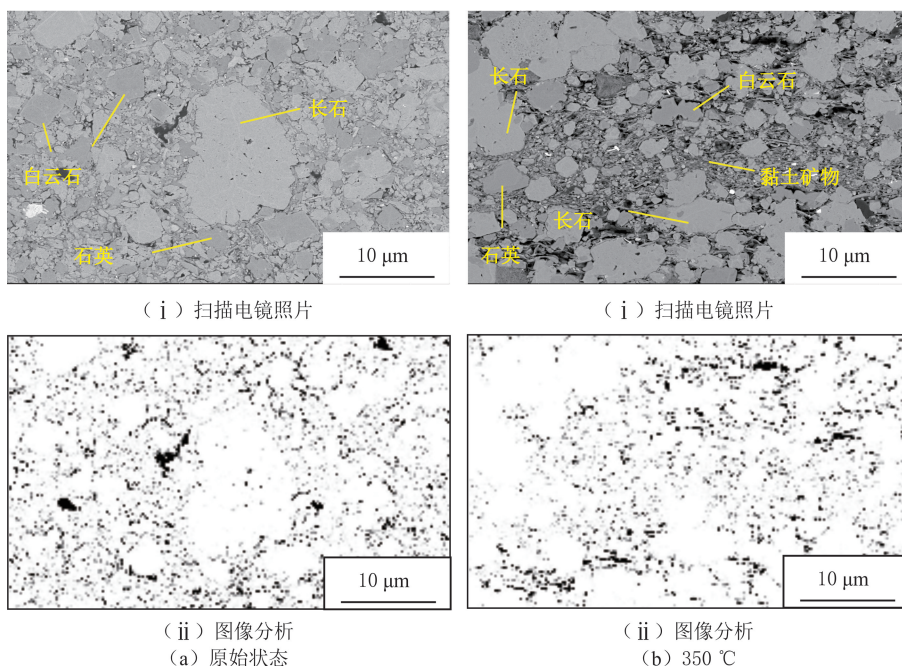 长石
白云石
石英
10 μm
长石
白云石
黏土矿物
长石
石英
10 μm
（ⅰ）扫描电镜照片
（ⅰ）扫描电镜照片
10 μm
10 μm
（ⅱ）图像分析
（ⅱ）图像分析
（a）原始状态
（b）350 ℃